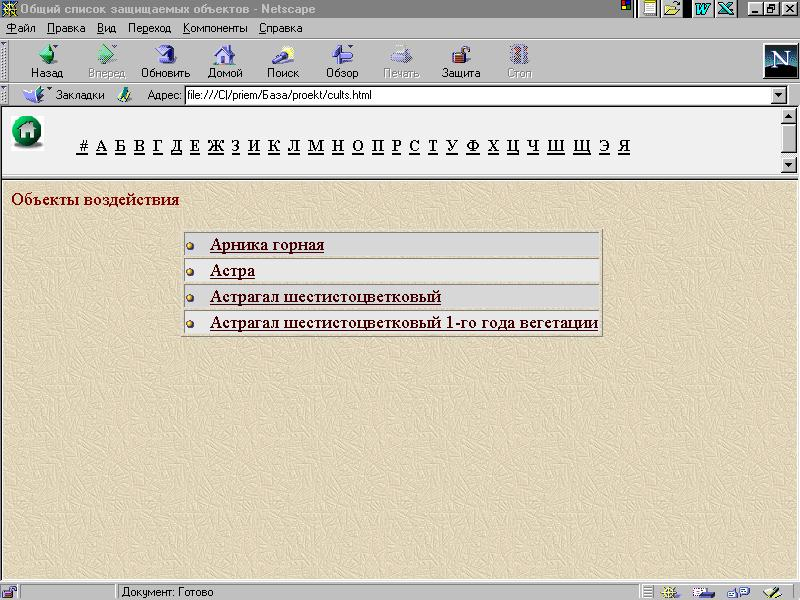 Общий список защищаемых объектов - Netscape
Файл Правка Вид Переход Компоненты Справка
Назад Вперед Обновить Домой Поиск Обзор Печать Защита Стоп
N
Закладки Адрес: file:///C|/priem/База/proekt/cults.html
# А Б В Г Д Е Ж З И К Л М Н О П Р С Т У Ф Х Ц Ч Ш Щ Э Я
Объекты воздействия
Арника горная
Астра
Астрагал шестистоцветковый
Астрагал шестистоцветковый 1-го года вегетации
Документ: Готово